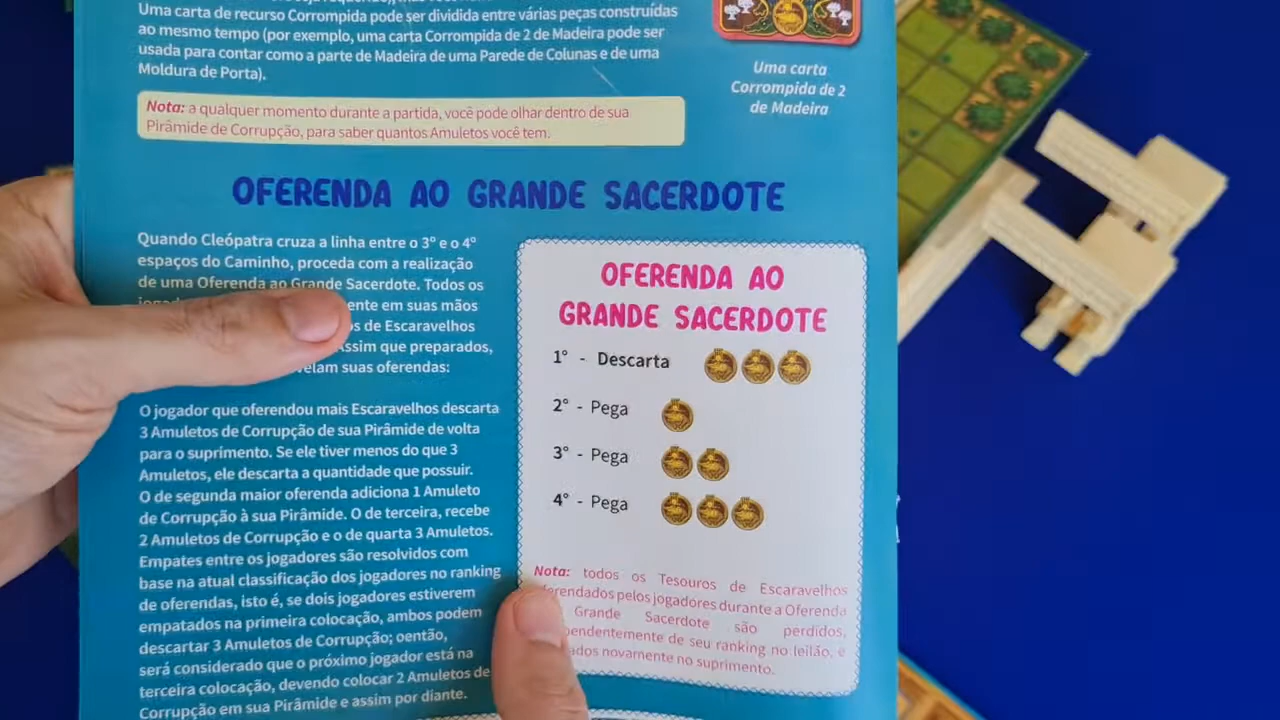 Uma carta de recurso Corrompida pode ser dividida entre várias peças construídas
ao mesmo tempo (por exemplo, uma carta Corrompida de 2 de Madeira pode ser
usada para contar como a parte de Madeira de uma Parede de Colunas e de uma
Moldura de Porta).
Uma carta
Corrompida de 2
de Madeira
Nota: a qualquer momento durante a partida, você pode olhar dentro de sua
Pirâmide de Corrupção, para saber quantos Amuletos você tem.
OFERENDA AO GRANDE SACERDOTE
Quando Cleópatra cruza a linha entre o 3º e o 4º
espaços do Caminho, proceda com a realização
de uma Oferenda ao Grande Sacerdote. Todos os
em suas mãos
de Escaravelhos
Assim que preparados,
suas oferendas:
O jogador que oferendou mais Escaravelhos descarta
3 Amuletos de Corrupção de sua Pirâmide de volta
para o suprimento. Se ele tiver menos do que 3
Amuletos, ele descarta a quantidade que possuir.
O de segunda maior oferenda adiciona 1 Amuleto
de Corrupção à sua Pirâmide. O de terceira, recebe
2 Amuletos de Corrupção e o de quarta 3 Amuletos.
Empates entre os jogadores são resolvidos com
base na atual classificação dos jogadores no ranking
de oferendas, isto é, se dois jogadores estiverem
empatados na primeira colocação, ambos podem
descartar 3 Amuletos de Corrupção; oentão,
será considerado que o próximo jogador está na
terceira colocação, devendo colocar 2 Amuletos de
Corrupção em sua Pirâmide e assim por diante.
OFERENDA AO
GRANDE SACERDOTE
1º - Descarta
2º - Pega
3º - Pega
4º - Pega
Nota: todos os Tesouros de Escaravelhos
oferendados pelos jogadores durante a Oferenda
Grande Sacerdote são perdidos,
de seu ranking no leilão, e
novamente no suprimento.